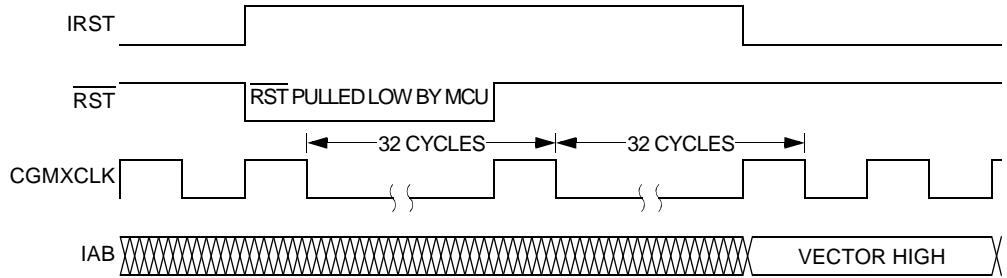 IRST
RST
RST PULLED LOW BY MCU
32 CYCLES
32 CYCLES
CGMXCLK
IAB
VECTOR HIGH